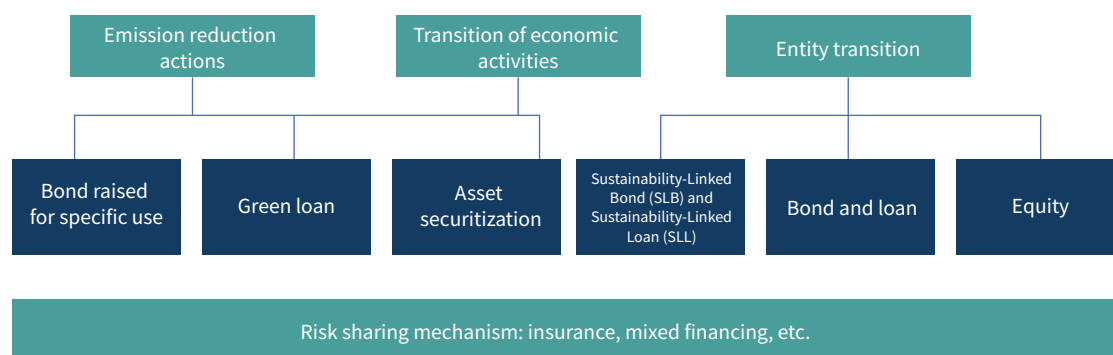 Emission reduction
actions
Transition of economic
activities
Entity transition
Bond raised
for specific use
Green loan
Asset
securitization
Sustainability-Linked
Bond (SLB) and
Sustainability-Linked
Loan (SLL)
Bond and loan
Equity
Risk sharing mechanism: insurance, mixed financing, etc.